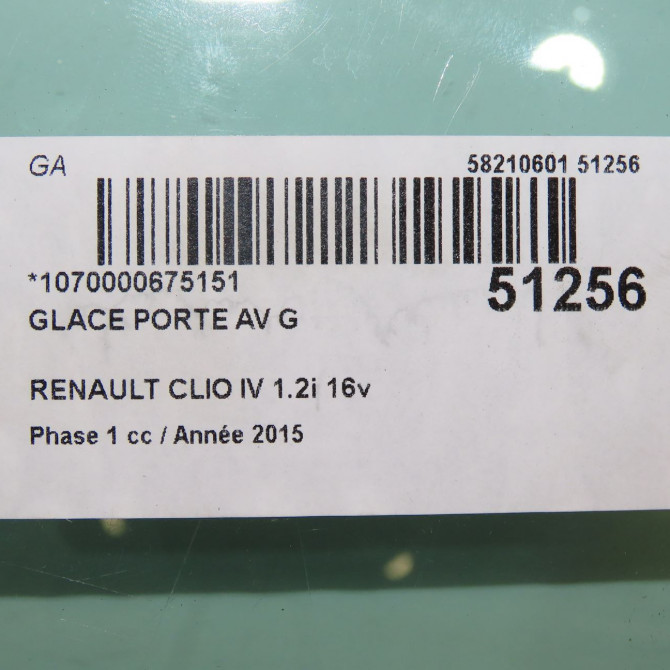 GA
58210601 51256
*1070000675151
51256
GLACE PORTE AV G
RENAULT CLIO IV 1.2i 16v
Phase 1 cc / Année 2015